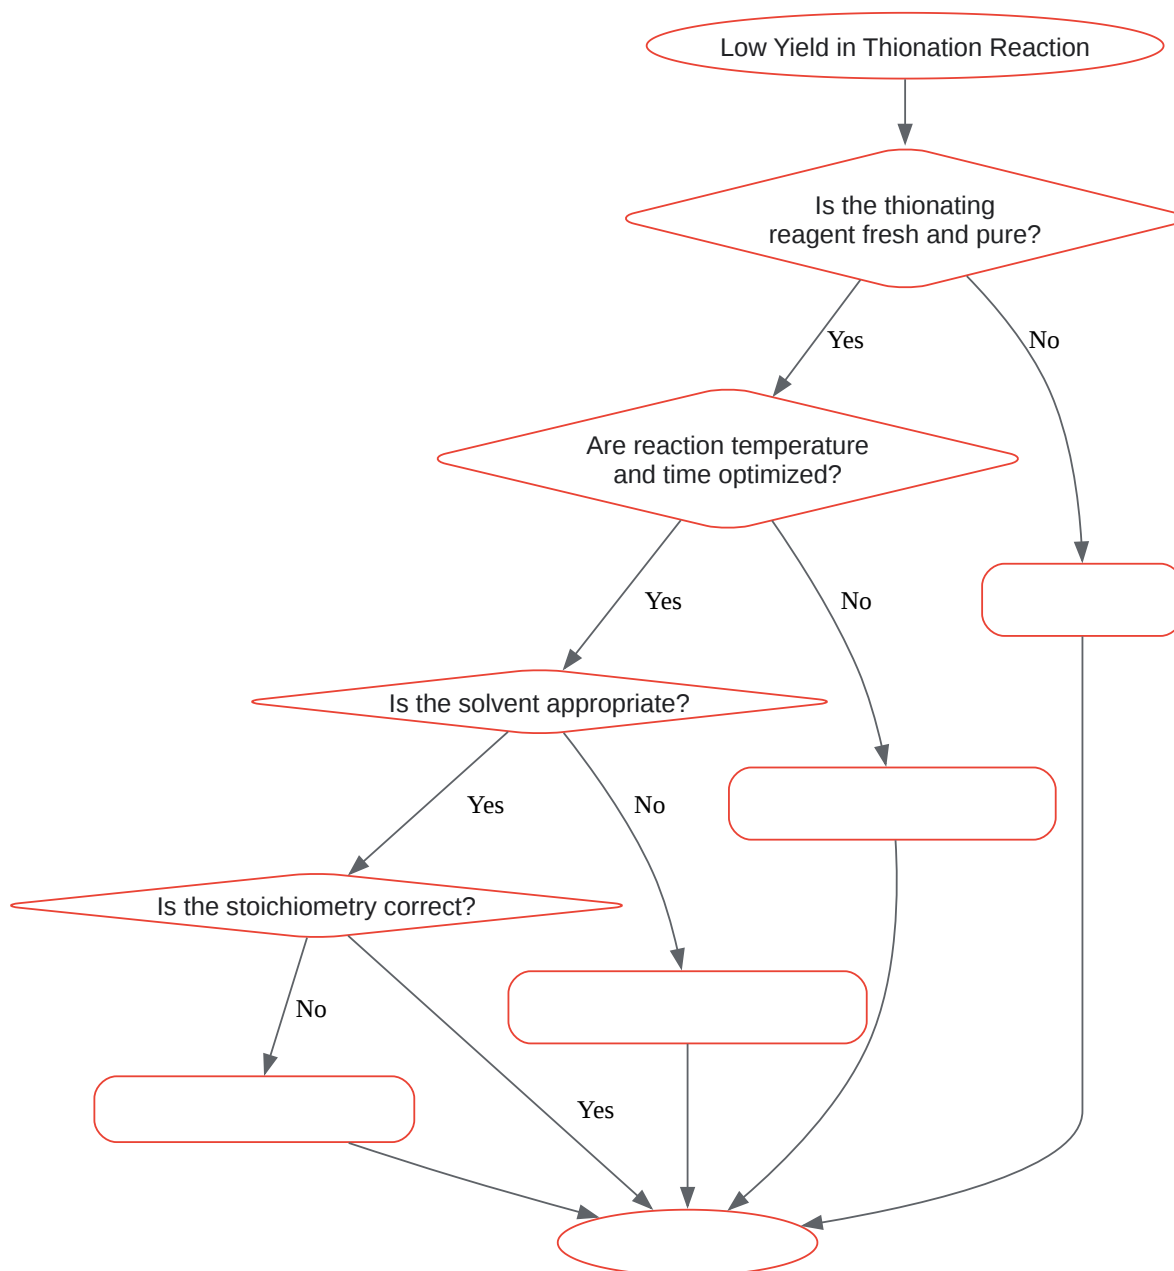 Low Yield in Thionation Reaction
Is the thionating
reagent fresh and pure?
Yes
No
Are reaction temperature
and time optimized?
Yes
No
Is the solvent appropriate?
Yes
No
Is the stoichiometry correct?
No
Yes